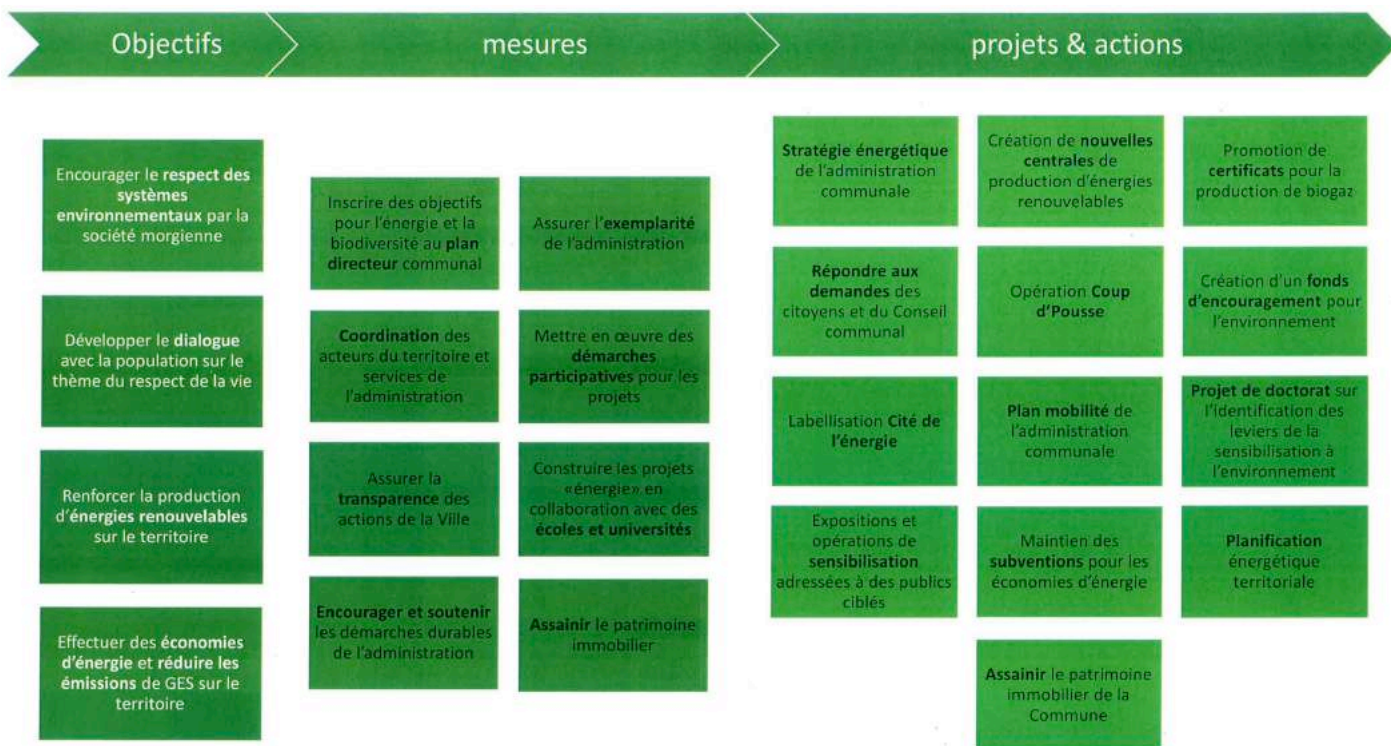 Objectifs
mesures
projets & actions
Encourager le respect des
systèmes
environnementaux par la
société morgienne
Développer le dialogue
avec la population sur le
thème du respect de la vie
Renforcer la production
d'énergies renouvelables
sur le territoire
Effectuer des économies
d'énergie et réduire les
émissions de GES sur le
territoire
Inscrire des objectifs
pour l'énergie et la
biodiversité au plan
directeur communal
Assurer l'exemplarité
de l'administration
Coordination des
acteurs du territoire et
services de
l'administration
Mettre en œuvre des
démarches
participatives pour les
projets
Assurer la
transparence des
actions de la Ville
Construire les projets
«énergie» en
collaboration avec des
écoles et universités
Encourager et soutenir
les démarches durables
de l'administration
Assainir le patrimoine
immobilier
Stratégie énergétique
de l'administration
communale
Création de nouvelles
centrales de
production d'énergies
renouvelables
Promotion de
certificats pour la
production de biogaz
Répondre aux
demandes des
citoyens et du Conseil
communal
Opération Coup
d'Pousse
Création d'un fonds
d'encouragement pour
l'environnement
Labellisation Cité de
l'énergie
Plan mobilité de
l'administration
communale
Projet de doctorat sur
l'identification des
leviers de la
sensibilisation à
l'environnement
Expositions et
opérations de
sensibilisation
adressées à des publics
ciblés
Maintien des
subventions pour les
économies d'énergie
Planification
énergétique
territoriale
Assainir le patrimoine
immobilier de la
Commune